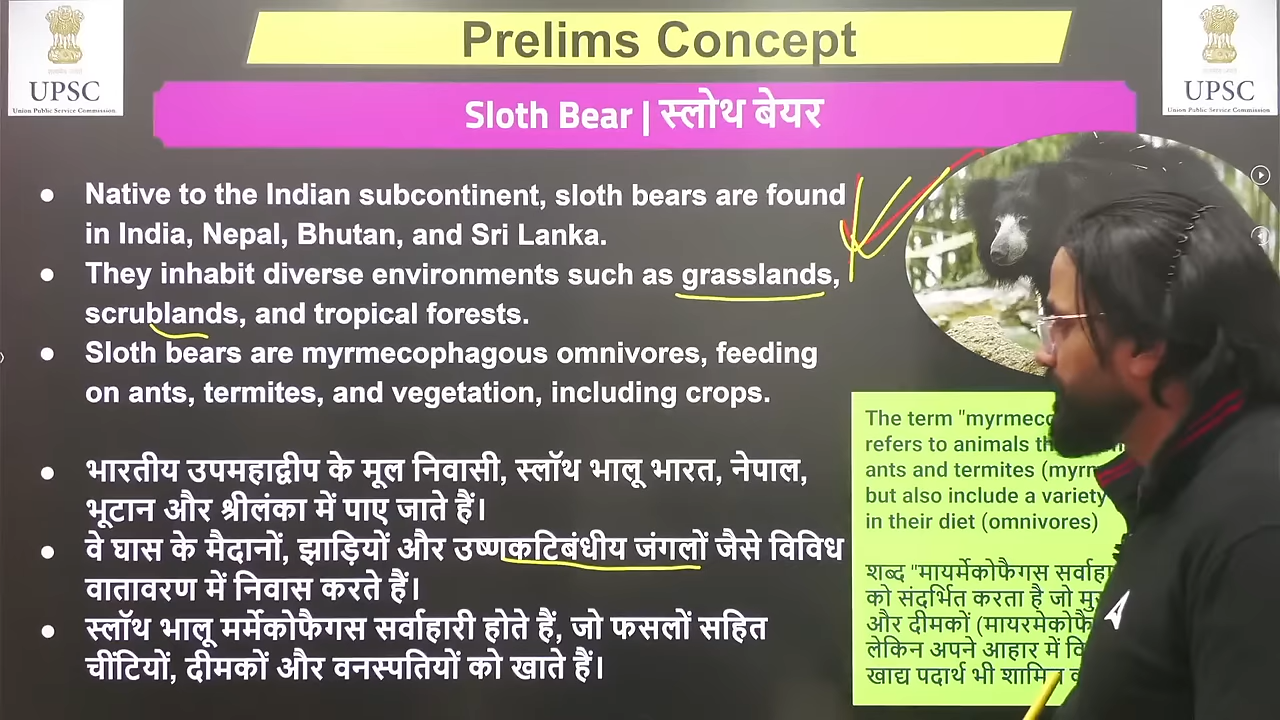 Prelims Concept
UPSC
Union Public Service Commission
UPSC
Union Public Service Commission
Sloth Bear | स्लोथ बेयर
● Native to the Indian subcontinent, sloth bears are found
in India, Nepal, Bhutan, and Sri Lanka.
● They inhabit diverse environments such as grasslands,
scrublands, and tropical forests.
● Sloth bears are myrmecophagous omnivores, feeding
on ants, termites, and vegetation, including crops.
● भारतीय उपमहाद्वीप के मूल निवासी, स्लॉथ भालू भारत, नेपाल,
भूटान और श्रीलंका में पाए जाते हैं।
● वे घास के मैदानों, झाड़ियों और उष्णकटिबंधीय जंगलों जैसे विविध
वातावरण में निवास करते हैं।
● स्लॉथ भालू मर्मेकोफैगस सर्वाहारी होते हैं, जो फसलों सहित
चींटियों, दीमकों और वनस्पतियों को खाते हैं।
The term
refers to animals
ants and termites
but also include a variety
in their diet (omnivores)
शब्द "मायर्मेकोफैगस
को संदर्भित करता है जो
और दीमकों
लेकिन अपने आहार में
खाद्य पदार्थ भी